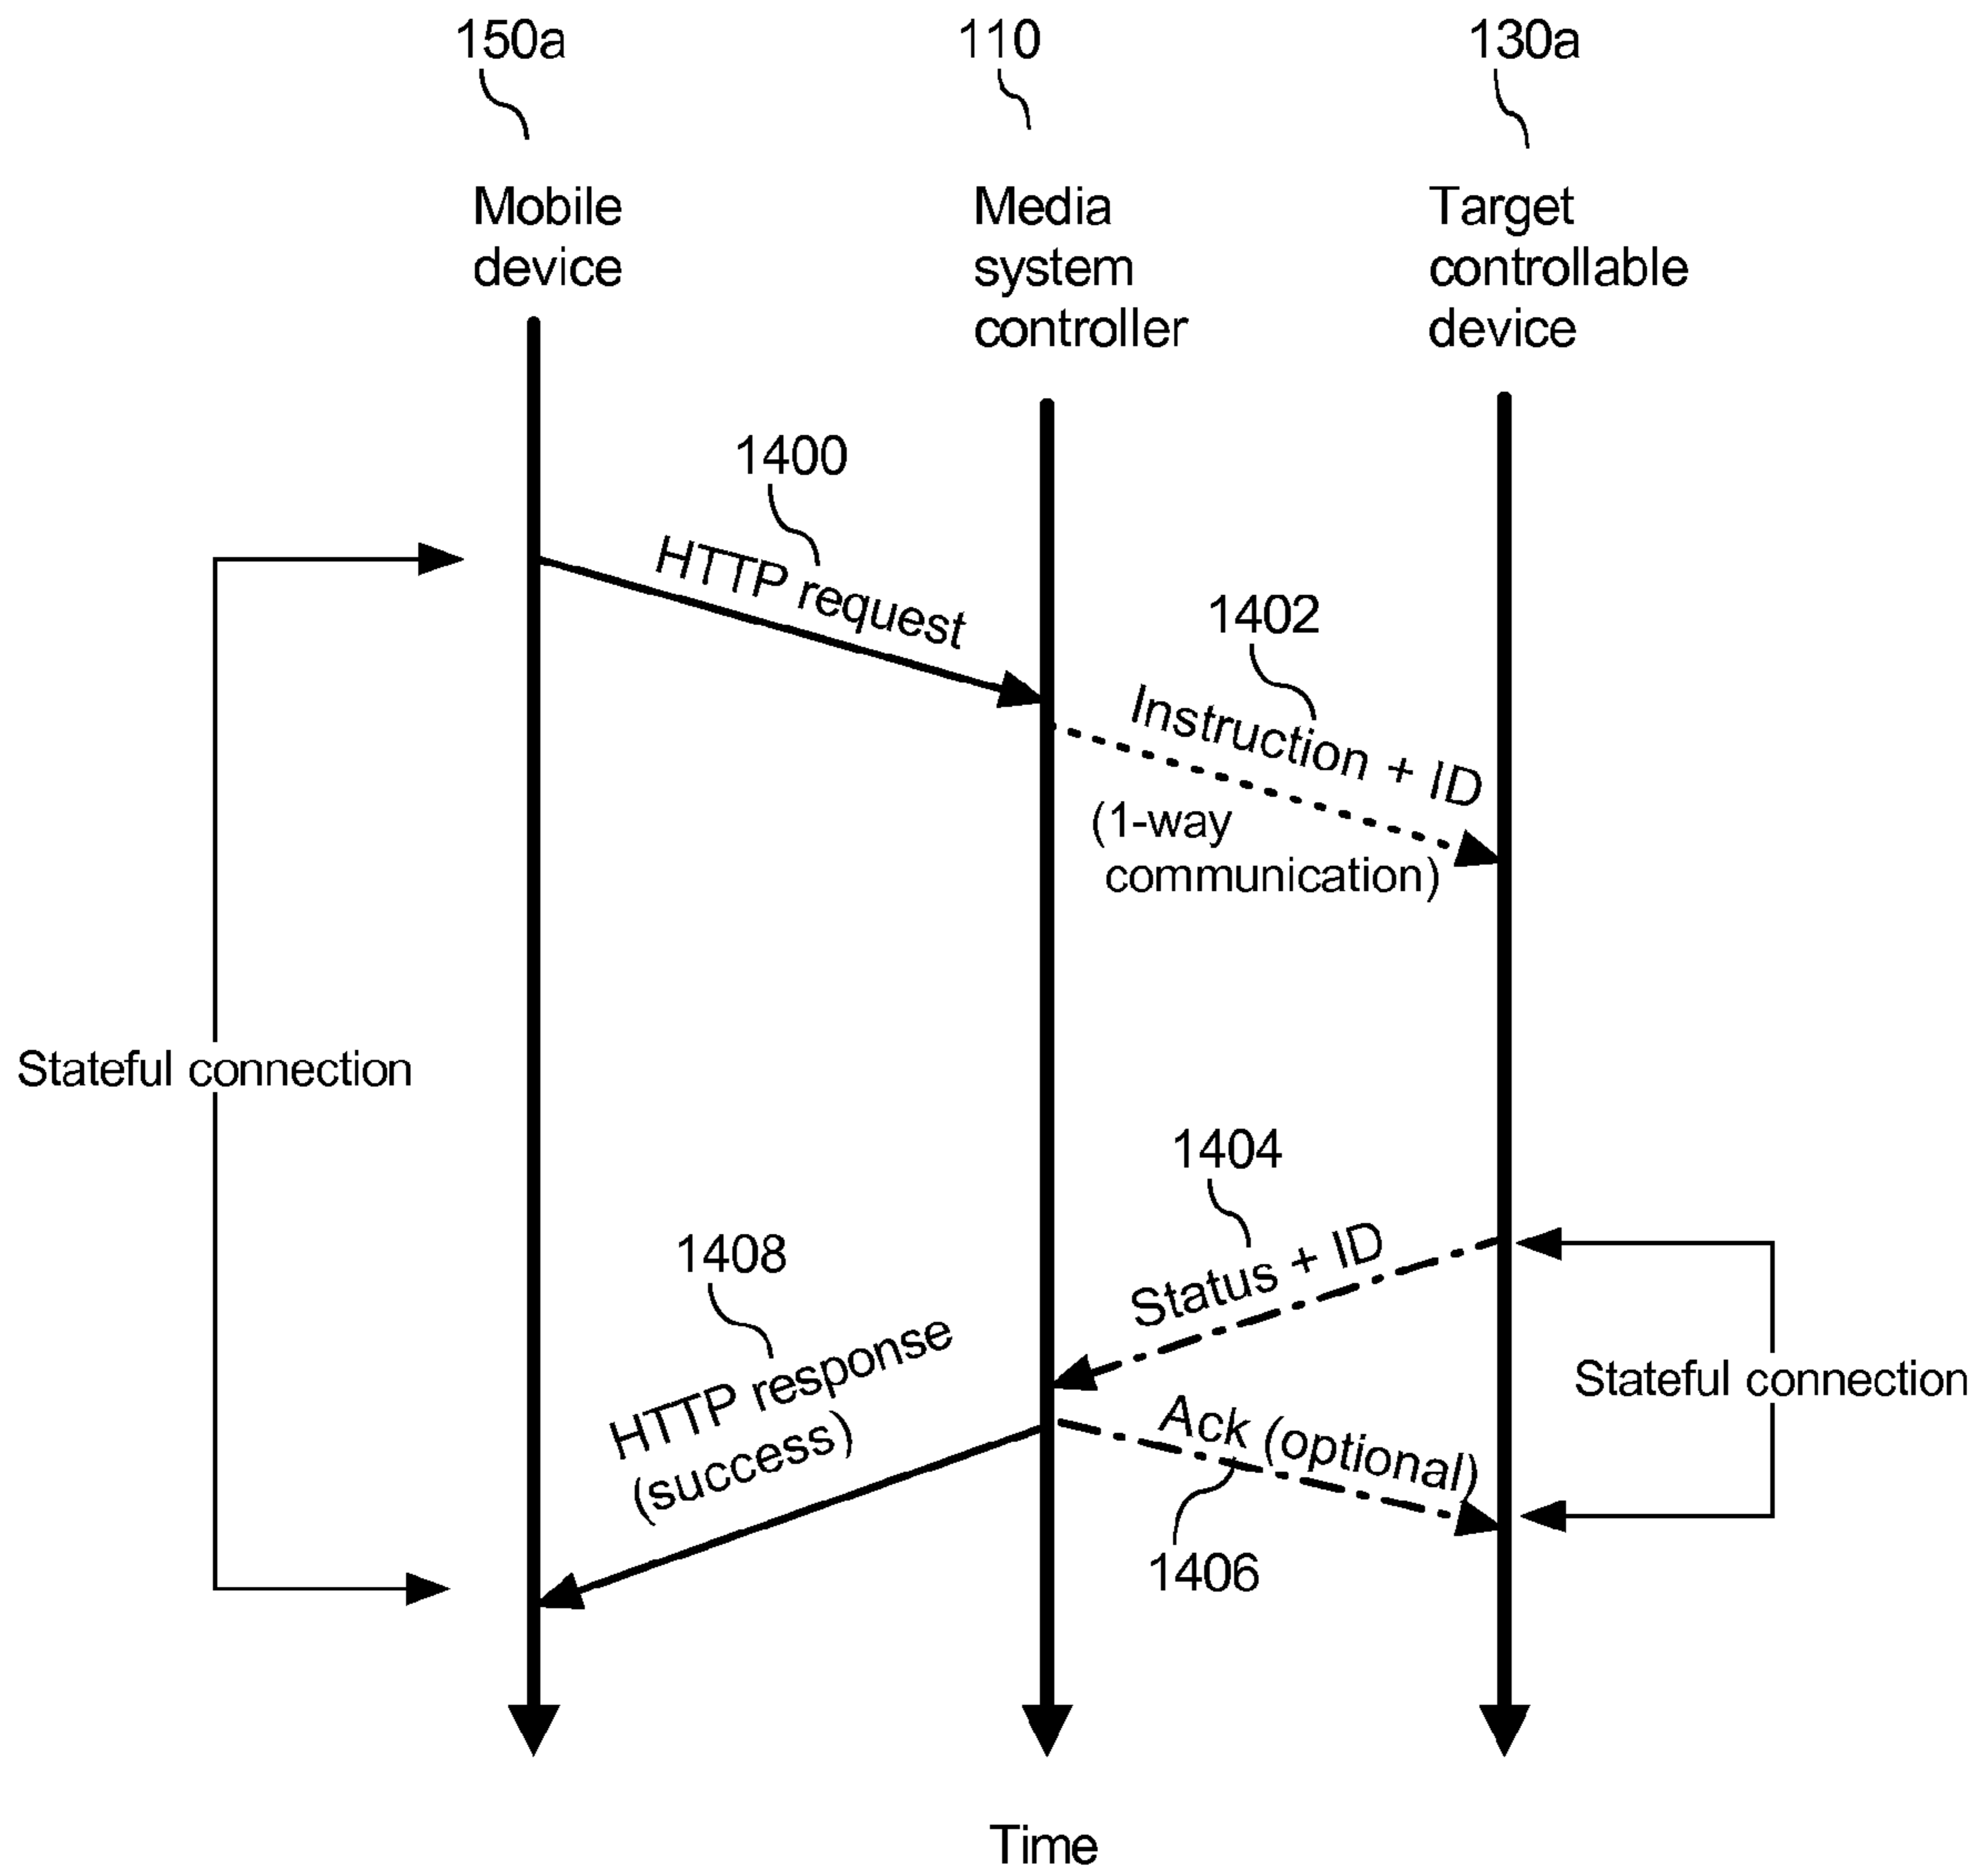 150a
110
130a
Mobile
device
Media
system
controller
Target
controllable
device
1400
HTTP request
1402
Instruction + ID
(1-way
communication)
Stateful connection
1404
Status + ID
1408
HTTP response
(success)
Stateful connection
Ack (optional)
1406
Time